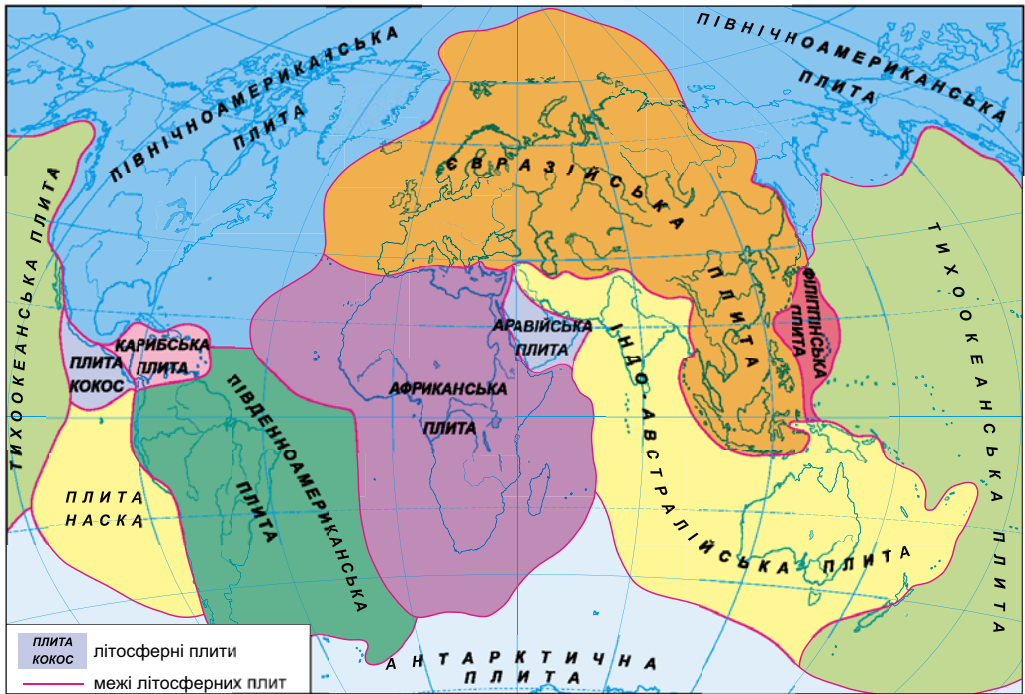 ПІВНІЧНОАМЕРИКАНСЬКА
ПЛИТА
ПІВНІЧНОАМЕРИКАНСЬКА
ПЛИТА
ЄВРАЗІЙСЬКА
ПЛИТА
ТИХООКЕАНСЬКА ПЛИТА
ТИХООКЕАНСЬКА ПЛИТА
ФІЛІППІНСЬКА
ПЛИТА
АРАВІЙСЬКА
ПЛИТА
КАРИБСЬКА
ПЛИТА
ПЛИТА
КОКОС
АФРИКАНСЬКА
ПЛИТА
ІНДО АВСТРАЛІЙСЬКА ПЛИТА
ПІВДЕННОАМЕРИКАНСЬКА
ПЛИТА
ПЛИТА
НАСКА
АНТАРКТИЧНА
ПЛИТА
ПЛИТА
КОКОС
літосферні плити
межі літосферних плит